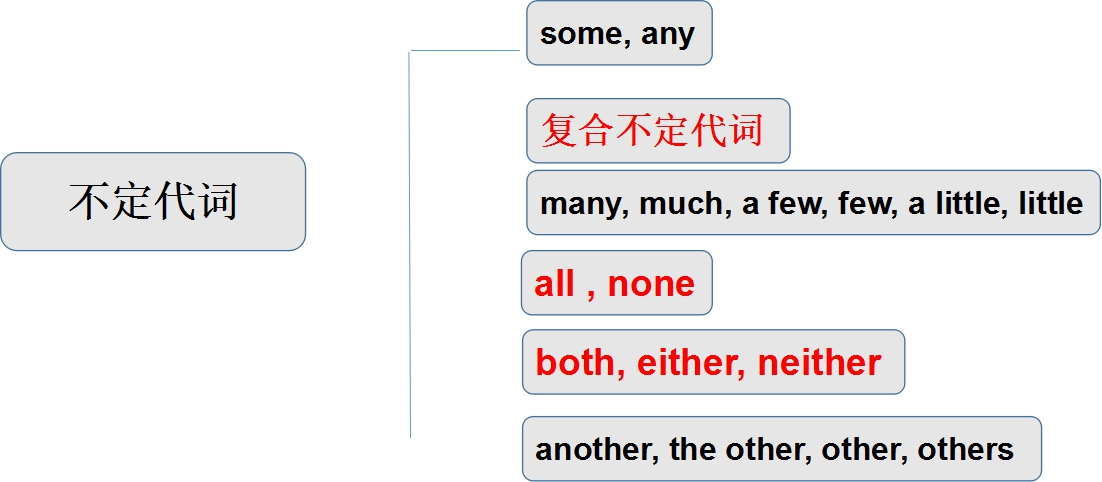 some, any
复合不定代词
不定代词
many, much, a few, few, a little, little
all , none
both, either, neither
another, the other, other, others